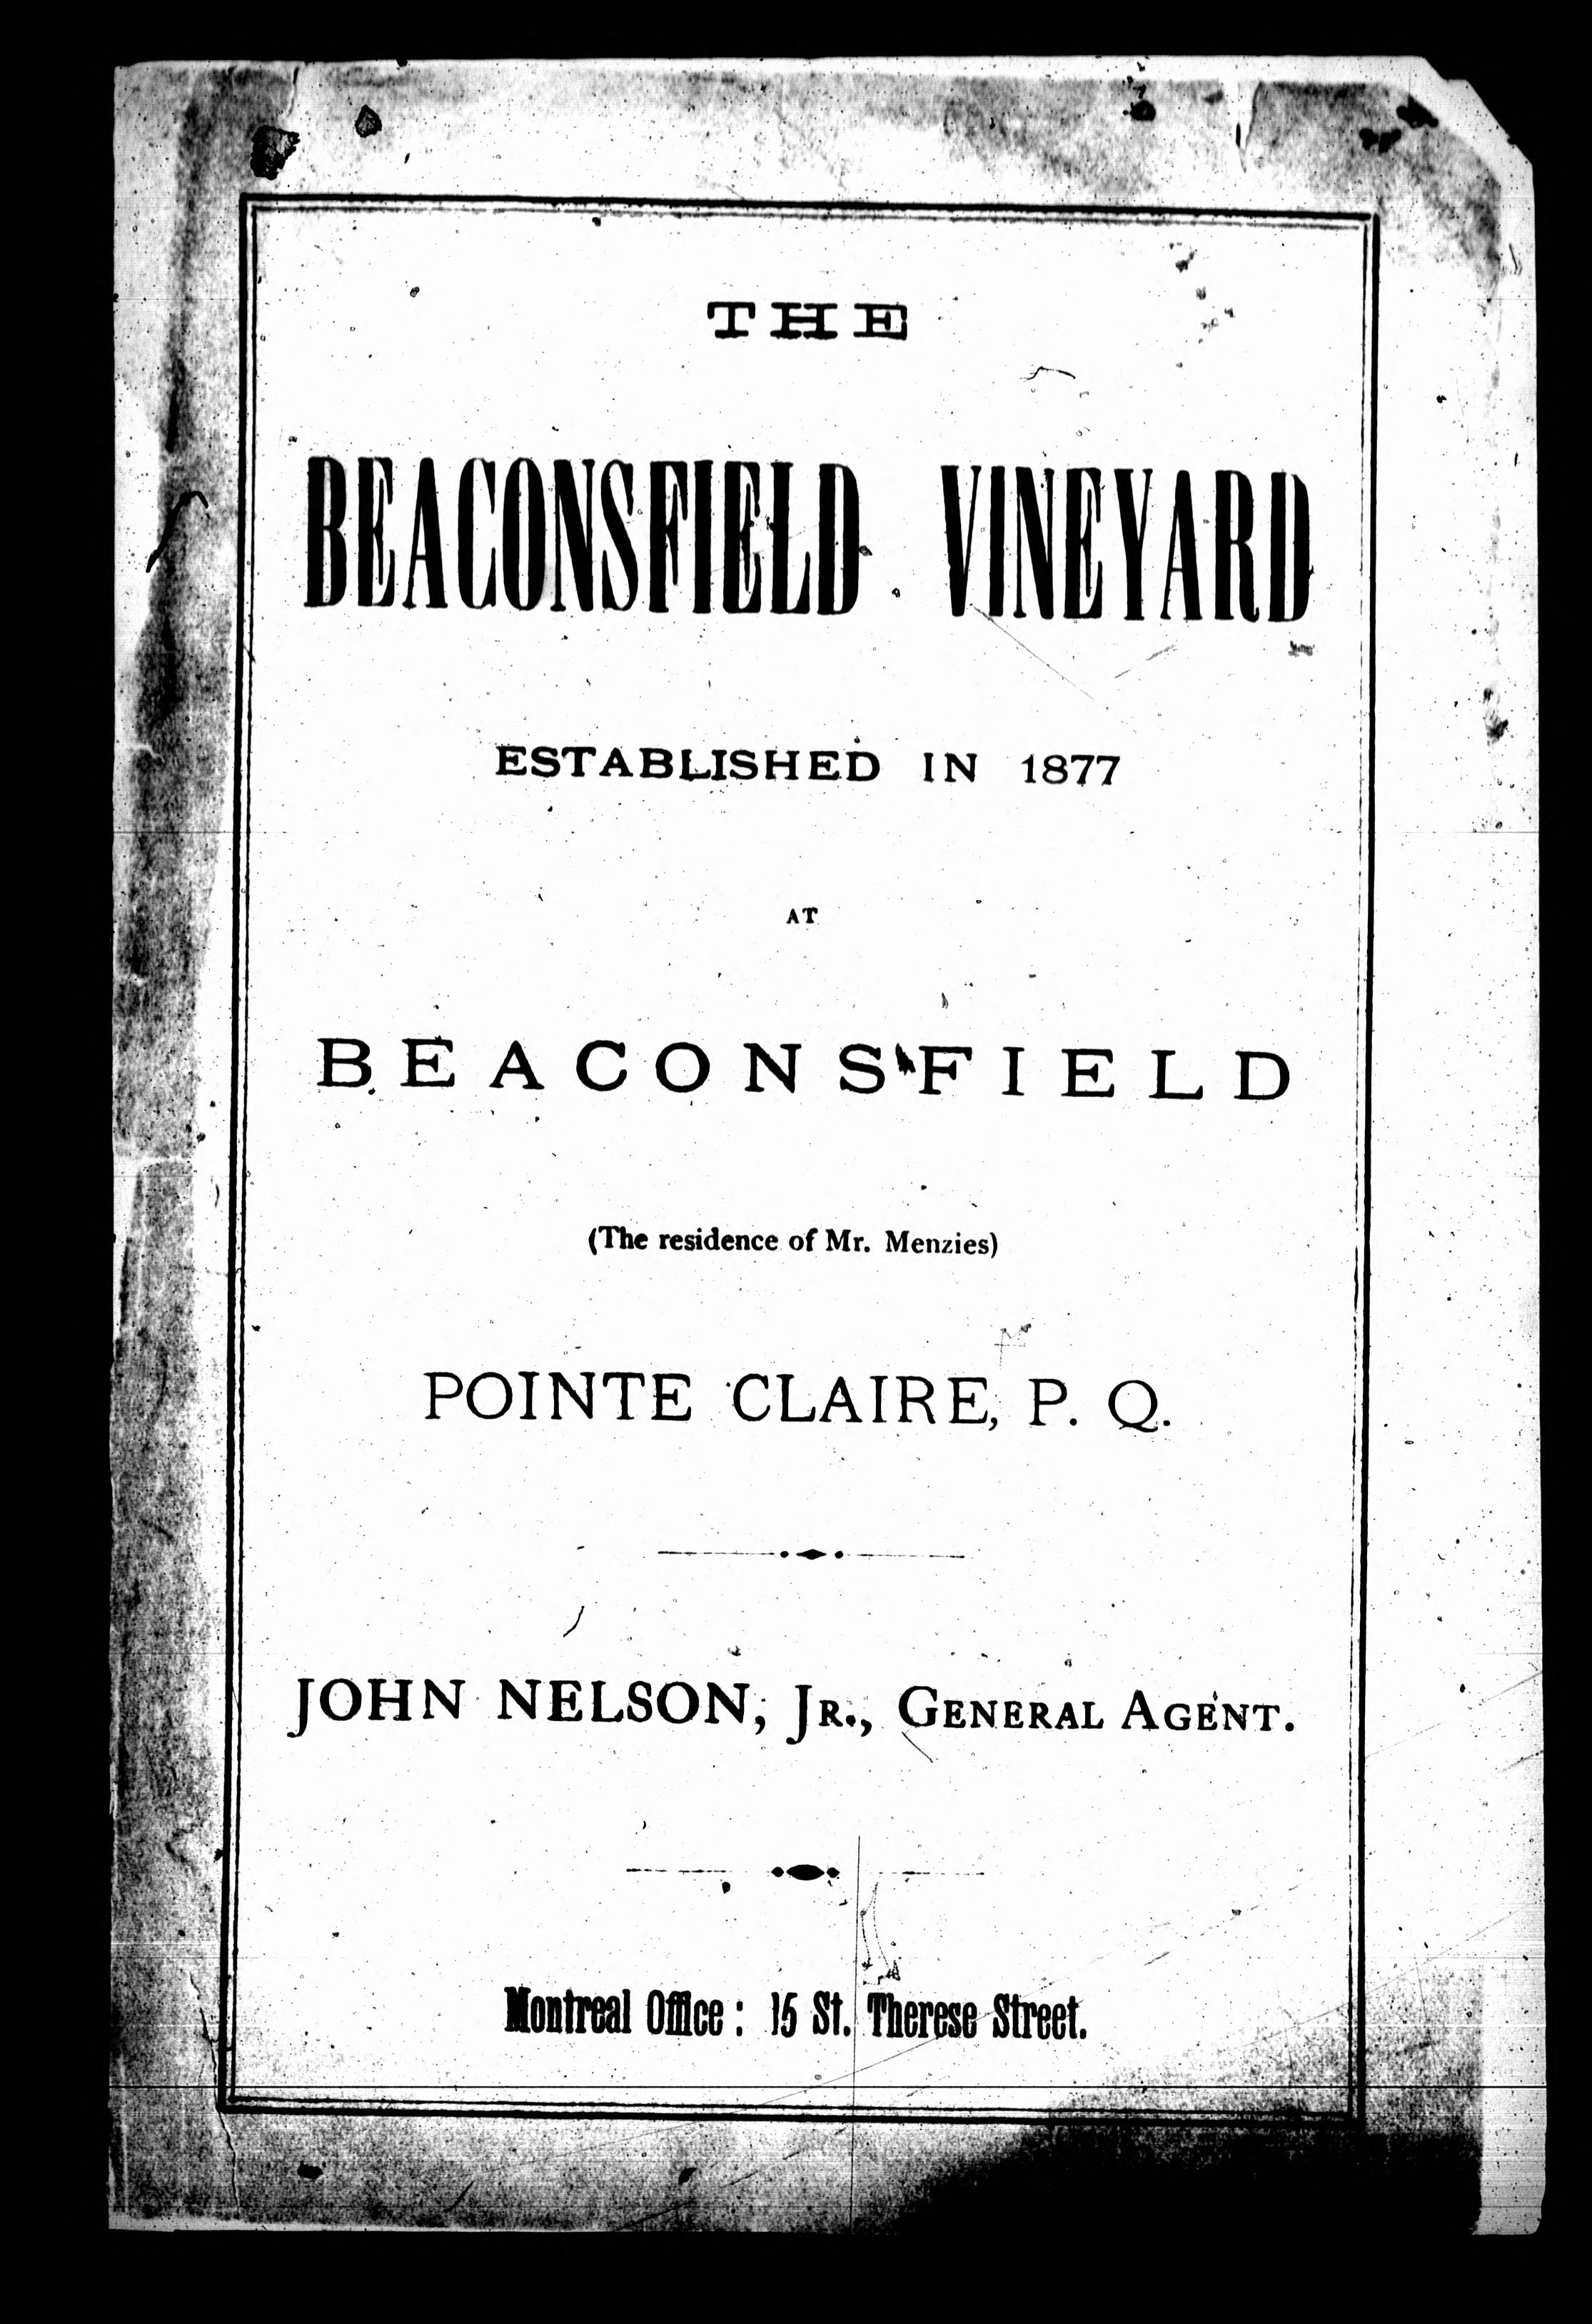 THE
BEACONSFIELD VINEYARD
ESTABLISHED IN 1877
AT
BEACONSFIELD
(The residence of Mr. Menzies)
POINTE CLAIRE, P. Q.
JOHN NELSON, JR., GENERAL AGENT.
Montreal Office: 15 St. Therese Street.